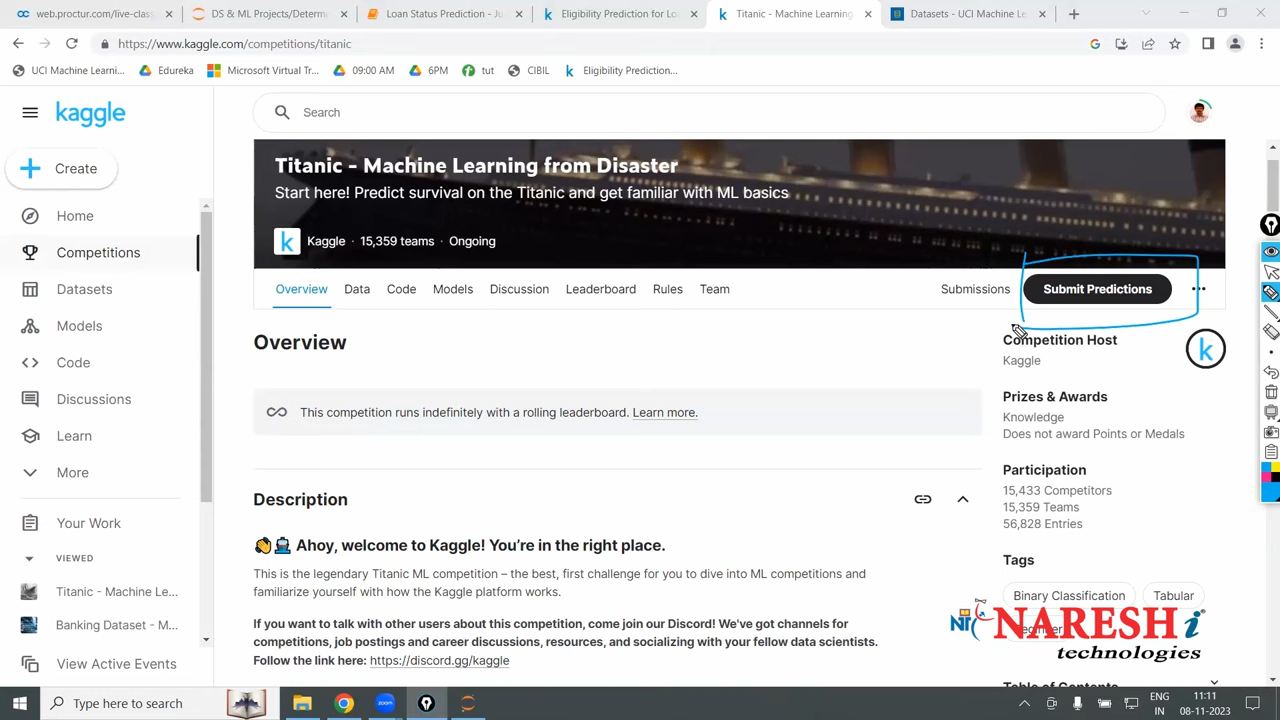 web.proctur.com/live-class
DS & ML Projects/Determe
Loan Status Prediction - Ju
Eligibility Prediction for Lo
Titanic - Machine Learning
Datasets - UCI Machine Le
https://www.kaggle.com/competitions/titanic
UCI Machine Learni...
Edureka
Microsoft Virtual Tr...
09:00 AM
6PM
tut
CIBIL
Eligibility Prediction...
kaggle
Search
Create
Home
Competitions
Datasets
Models
Code
Discussions
Learn
More
Your Work
VIEWED
Titanic - Machine Le...
Banking Dataset - M...
View Active Events
Titanic - Machine Learning from Disaster
Start here! Predict survival on the Titanic and get familiar with ML basics
Kaggle · 15,359 teams · Ongoing
Overview Data Code Models Discussion Leaderboard Rules Team Submissions Submit Predictions
Overview
This competition runs indefinitely with a rolling leaderboard. Learn more.
Description
Ahoy, welcome to Kaggle! You're in the right place.
This is the legendary Titanic ML competition – the best, first challenge for you to dive into ML competitions and
familiarize yourself with how the Kaggle platform works.
If you want to talk with other users about this competition, come join our Discord! We've got channels for
competitions, job postings and career discussions, resources, and socializing with your fellow data scientists.
Follow the link here: https://discord.gg/kaggle
Competition Host
Kaggle
Prizes & Awards
Knowledge
Does not award Points or Medals
Participation
15,433 Competitors
15,359 Teams
56,828 Entries
Tags
Binary Classification Tabular
NARESH i
technologies
Table of Contents
Type here to search
zoom
ENG
IN
11:11
08-11-2023